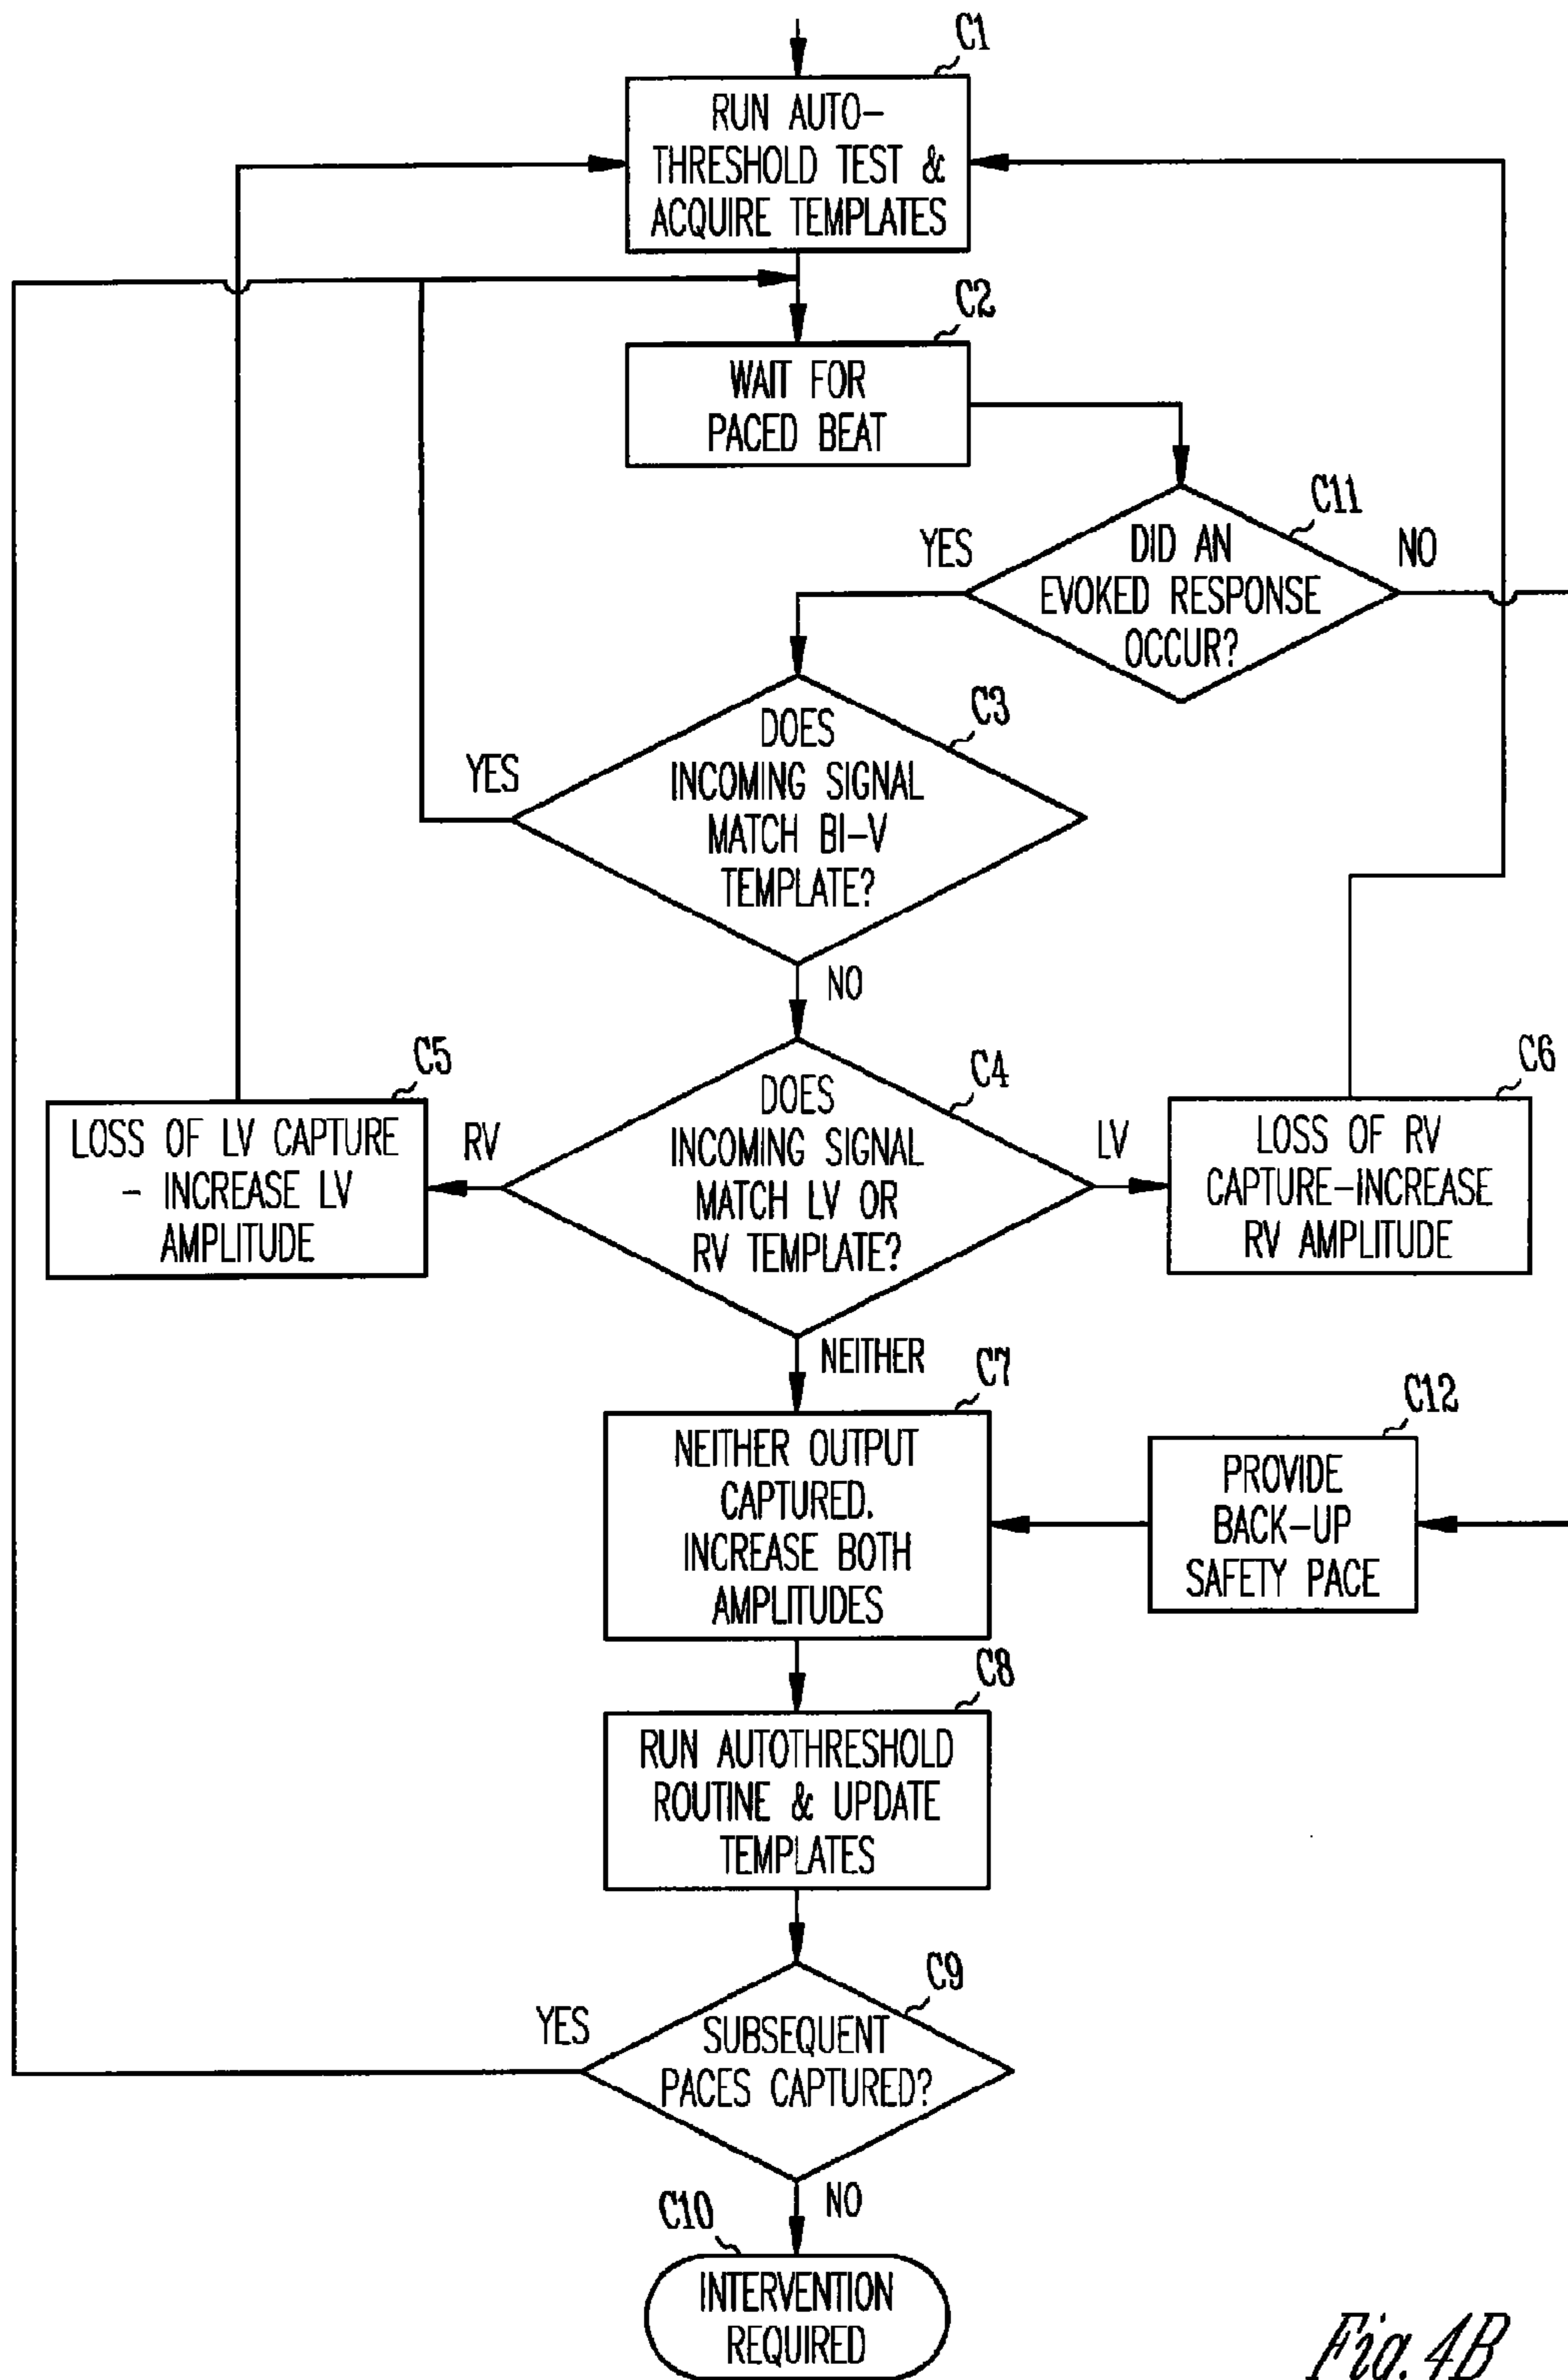 C1
RUN AUTO-
THRESHOLD TEST &
ACQUIRE TEMPLATES
C2
WAIT FOR
PACED BEAT
C11
DID AN
EVOKED RESPONSE
OCCUR?
YES
NO
C3
DOES
INCOMING SIGNAL
MATCH BI-V
TEMPLATE?
YES
NO
C4
DOES
INCOMING SIGNAL
MATCH LV OR
RV TEMPLATE?
RV
LV
NEITHER
C5
LOSS OF LV CAPTURE
- INCREASE LV
AMPLITUDE
C6
LOSS OF RV
CAPTURE-INCREASE
RV AMPLITUDE
C7
NEITHER OUTPUT
CAPTURED.
INCREASE BOTH
AMPLITUDES
C12
PROVIDE
BACK-UP
SAFETY PACE
C8
RUN AUTOTHRESHOLD
ROUTINE & UPDATE
TEMPLATES
C9
SUBSEQUENT
PACES CAPTURED?
YES
NO
C10
INTERVENTION
REQUIRED
Fig. 4B